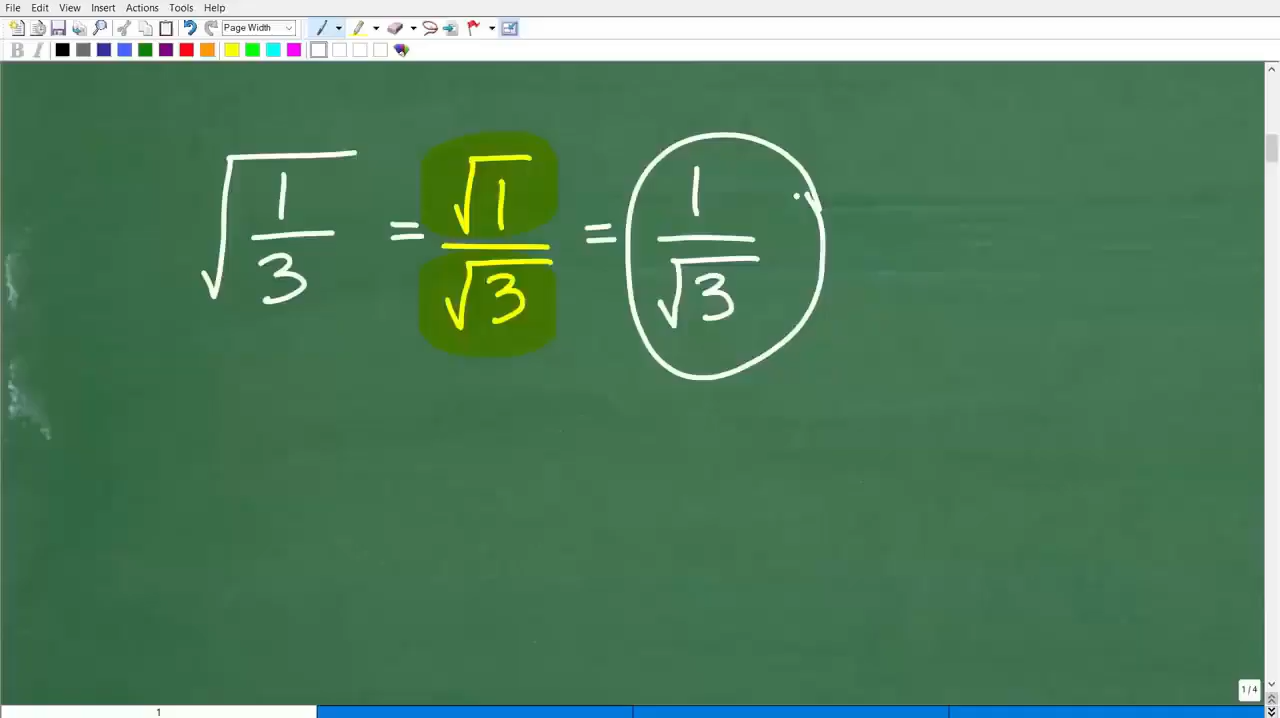 File Edit View Insert Actions Tools Help
Page Width
B I
√(1/3) = √1/√3 = 1/√3
1 / 4
1